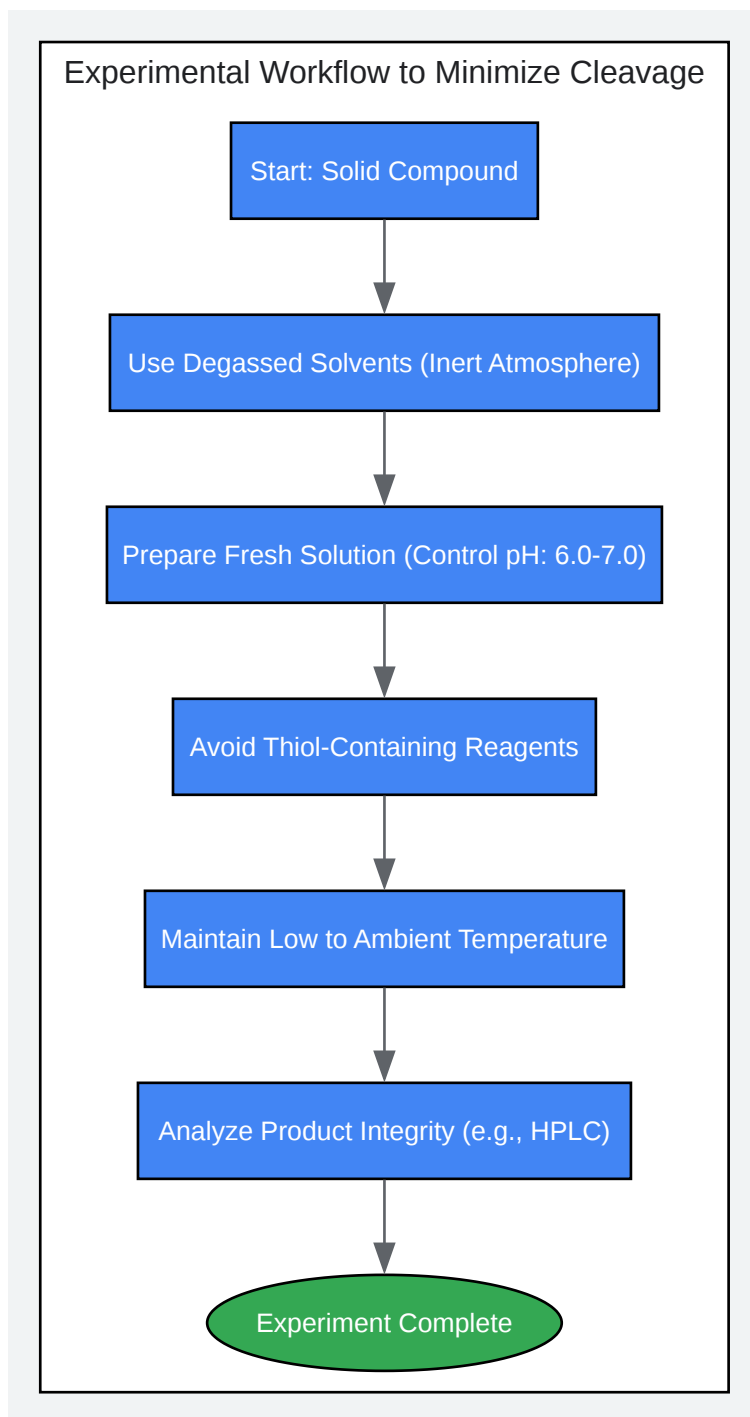 Experimental Workflow to Minimize Cleavage
Start: Solid Compound
Use Degassed Solvents (Inert Atmosphere)
Prepare Fresh Solution (Control pH: 6.0-7.0)
Avoid Thiol-Containing Reagents
Maintain Low to Ambient Temperature
Analyze Product Integrity (e.g., HPLC)
Experiment Complete